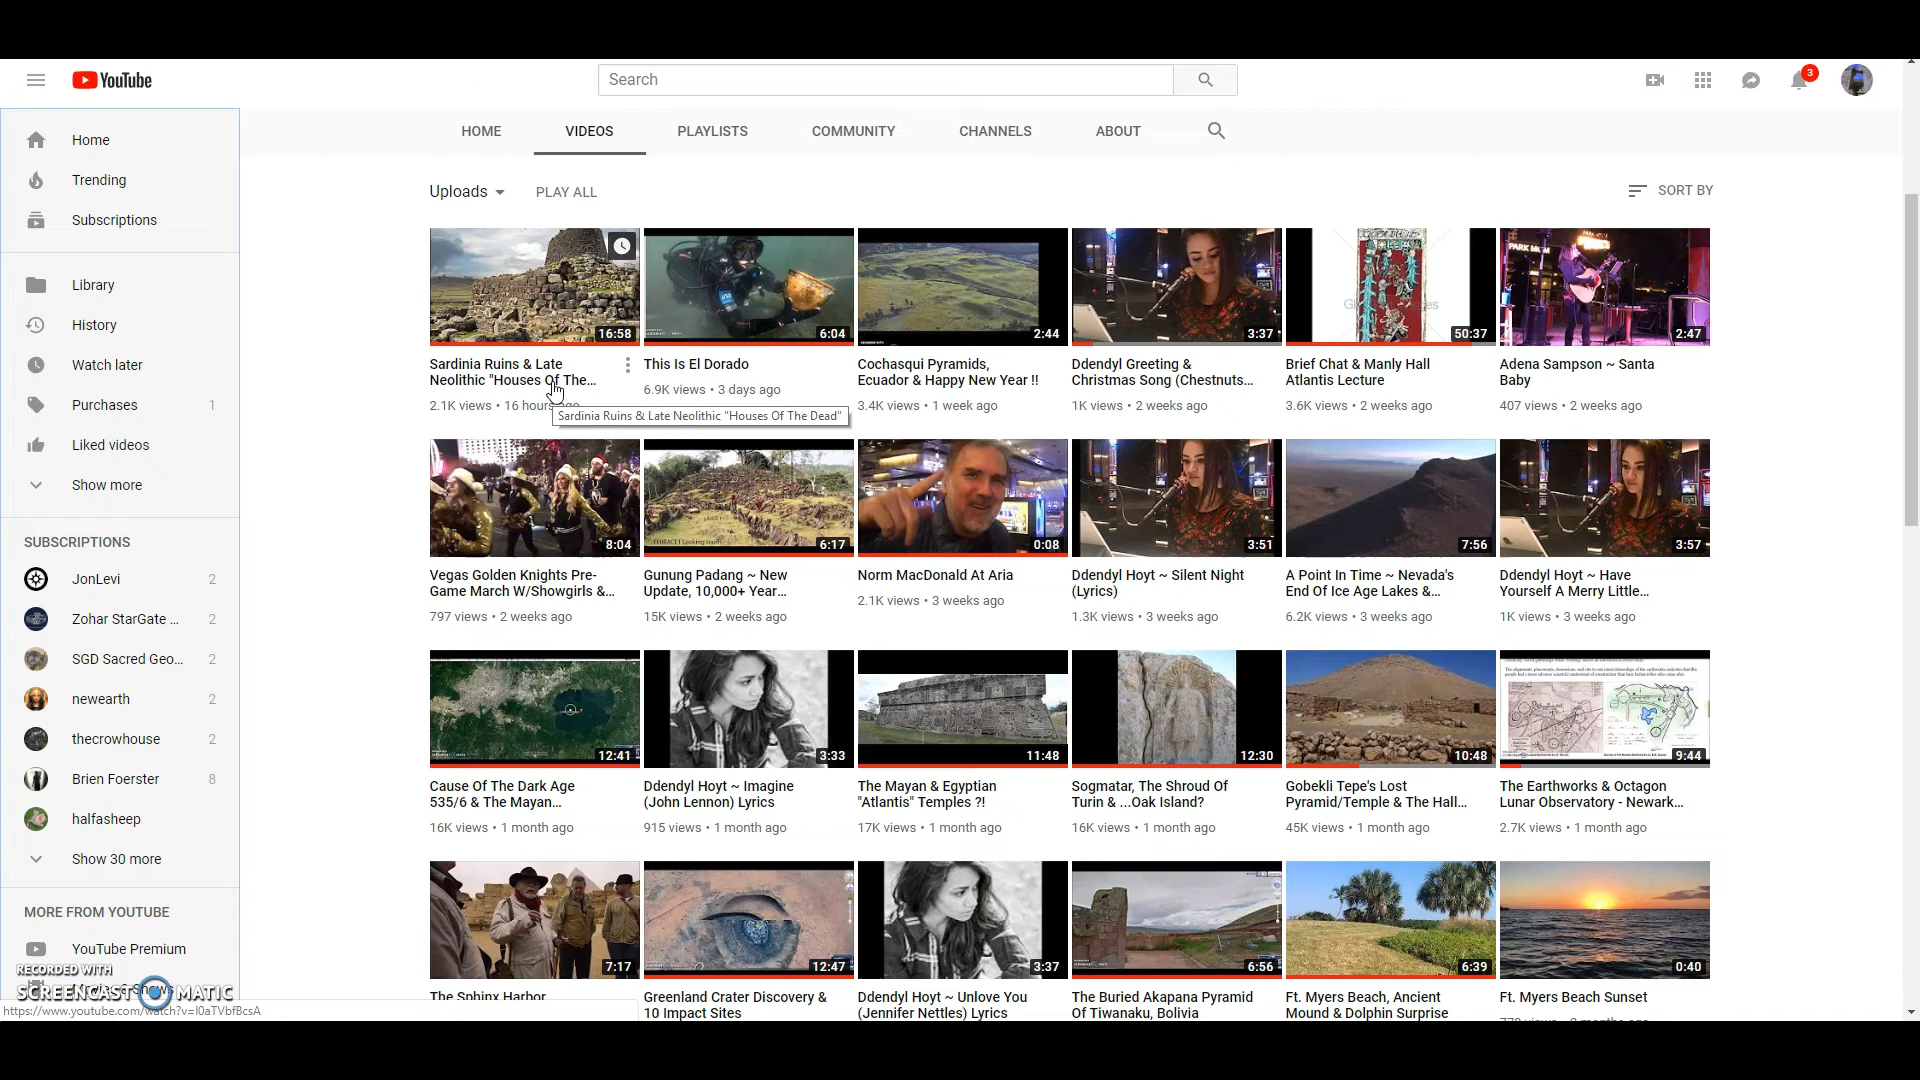 YouTube
Search
3
HOME VIDEOS PLAYLISTS COMMUNITY CHANNELS ABOUT
Home
Trending
Subscriptions
Library
History
Watch later
Purchases 1
Liked videos
Show more
SUBSCRIPTIONS
JonLevi 2
Zohar StarGate ... 2
SGD Sacred Geo... 2
newearth 2
thecrowhouse 2
Brien Foerster 8
halfasheep
Show 30 more
MORE FROM YOUTUBE
YouTube Premium
RECORDED WITH
SCREENCAST MATIC
https://www.youtube.com/watch?v=I0aTVbfBcsA
Uploads PLAY ALL SORT BY
16:58
Sardinia Ruins & Late
Neolithic "Houses Of The...
2.1K views • 16 hours
Sardinia Ruins & Late Neolithic "Houses Of The Dead"
6:04
This Is El Dorado
6.9K views • 3 days ago
2:44
Cochasqui Pyramids,
Ecuador & Happy New Year !!
3.4K views • 1 week ago
3:37
Ddendyl Greeting &
Christmas Song (Chestnuts...
1K views • 2 weeks ago
50:37
Brief Chat & Manly Hall
Atlantis Lecture
3.6K views • 2 weeks ago
PARK MGM
2:47
Adena Sampson ~ Santa
Baby
407 views • 2 weeks ago
8:04
Vegas Golden Knights Pre-
Game March W/Showgirls &...
797 views • 2 weeks ago
TERRACE1 Looking south
6:17
Gunung Padang ~ New
Update, 10,000+ Year...
15K views • 2 weeks ago
0:08
Norm MacDonald At Aria
2.1K views • 3 weeks ago
3:51
Ddendyl Hoyt ~ Silent Night
(Lyrics)
1.3K views • 3 weeks ago
7:56
A Point In Time ~ Nevada's
End Of Ice Age Lakes &...
6.2K views • 3 weeks ago
3:57
Ddendyl Hoyt ~ Have
Yourself A Merry Little...
1K views • 3 weeks ago
12:41
Cause Of The Dark Age
535/6 & The Mayan...
16K views • 1 month ago
3:33
Ddendyl Hoyt ~ Imagine
(John Lennon) Lyrics
915 views • 1 month ago
11:48
The Mayan & Egyptian
"Atlantis" Temples ?!
17K views • 1 month ago
12:30
Sogmatar, The Shroud Of
Turin & ...Oak Island?
16K views • 1 month ago
10:48
Gobekli Tepe's Lost
Pyramid/Temple & The Hall...
45K views • 1 month ago
9:44
The Earthworks & Octagon
Lunar Observatory - Newark...
2.7K views • 1 month ago
7:17
The Sphinx Harbor
12:47
Greenland Crater Discovery &
10 Impact Sites
3:37
Ddendyl Hoyt ~ Unlove You
(Jennifer Nettles) Lyrics
6:56
The Buried Akapana Pyramid
Of Tiwanaku, Bolivia
6:39
Ft. Myers Beach, Ancient
Mound & Dolphin Surprise
0:40
Ft. Myers Beach Sunset